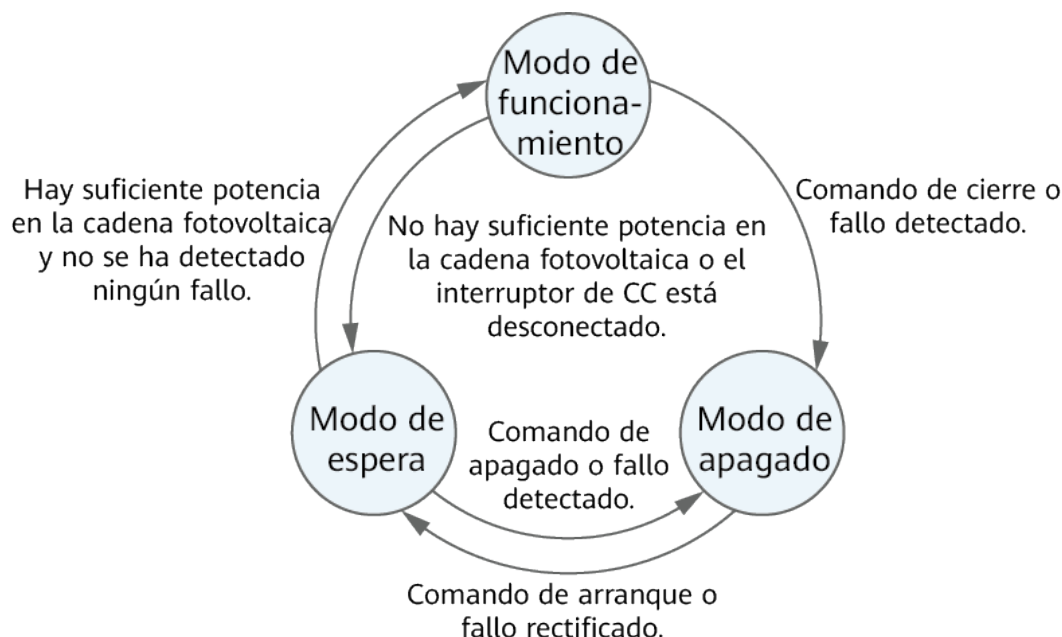 Modo de
funciona-
miento
Hay suficiente potencia
en la cadena fotovoltaica
y no se ha detectado
ningún fallo.
No hay suficiente potencia en
la cadena fotovoltaica o el
interruptor de CC está
desconectado.
Comando de cierre o
fallo detectado.
Modo de
espera
Comando de
apagado o fallo
detectado.
Modo de
apagado
Comando de arranque o
fallo rectificado.